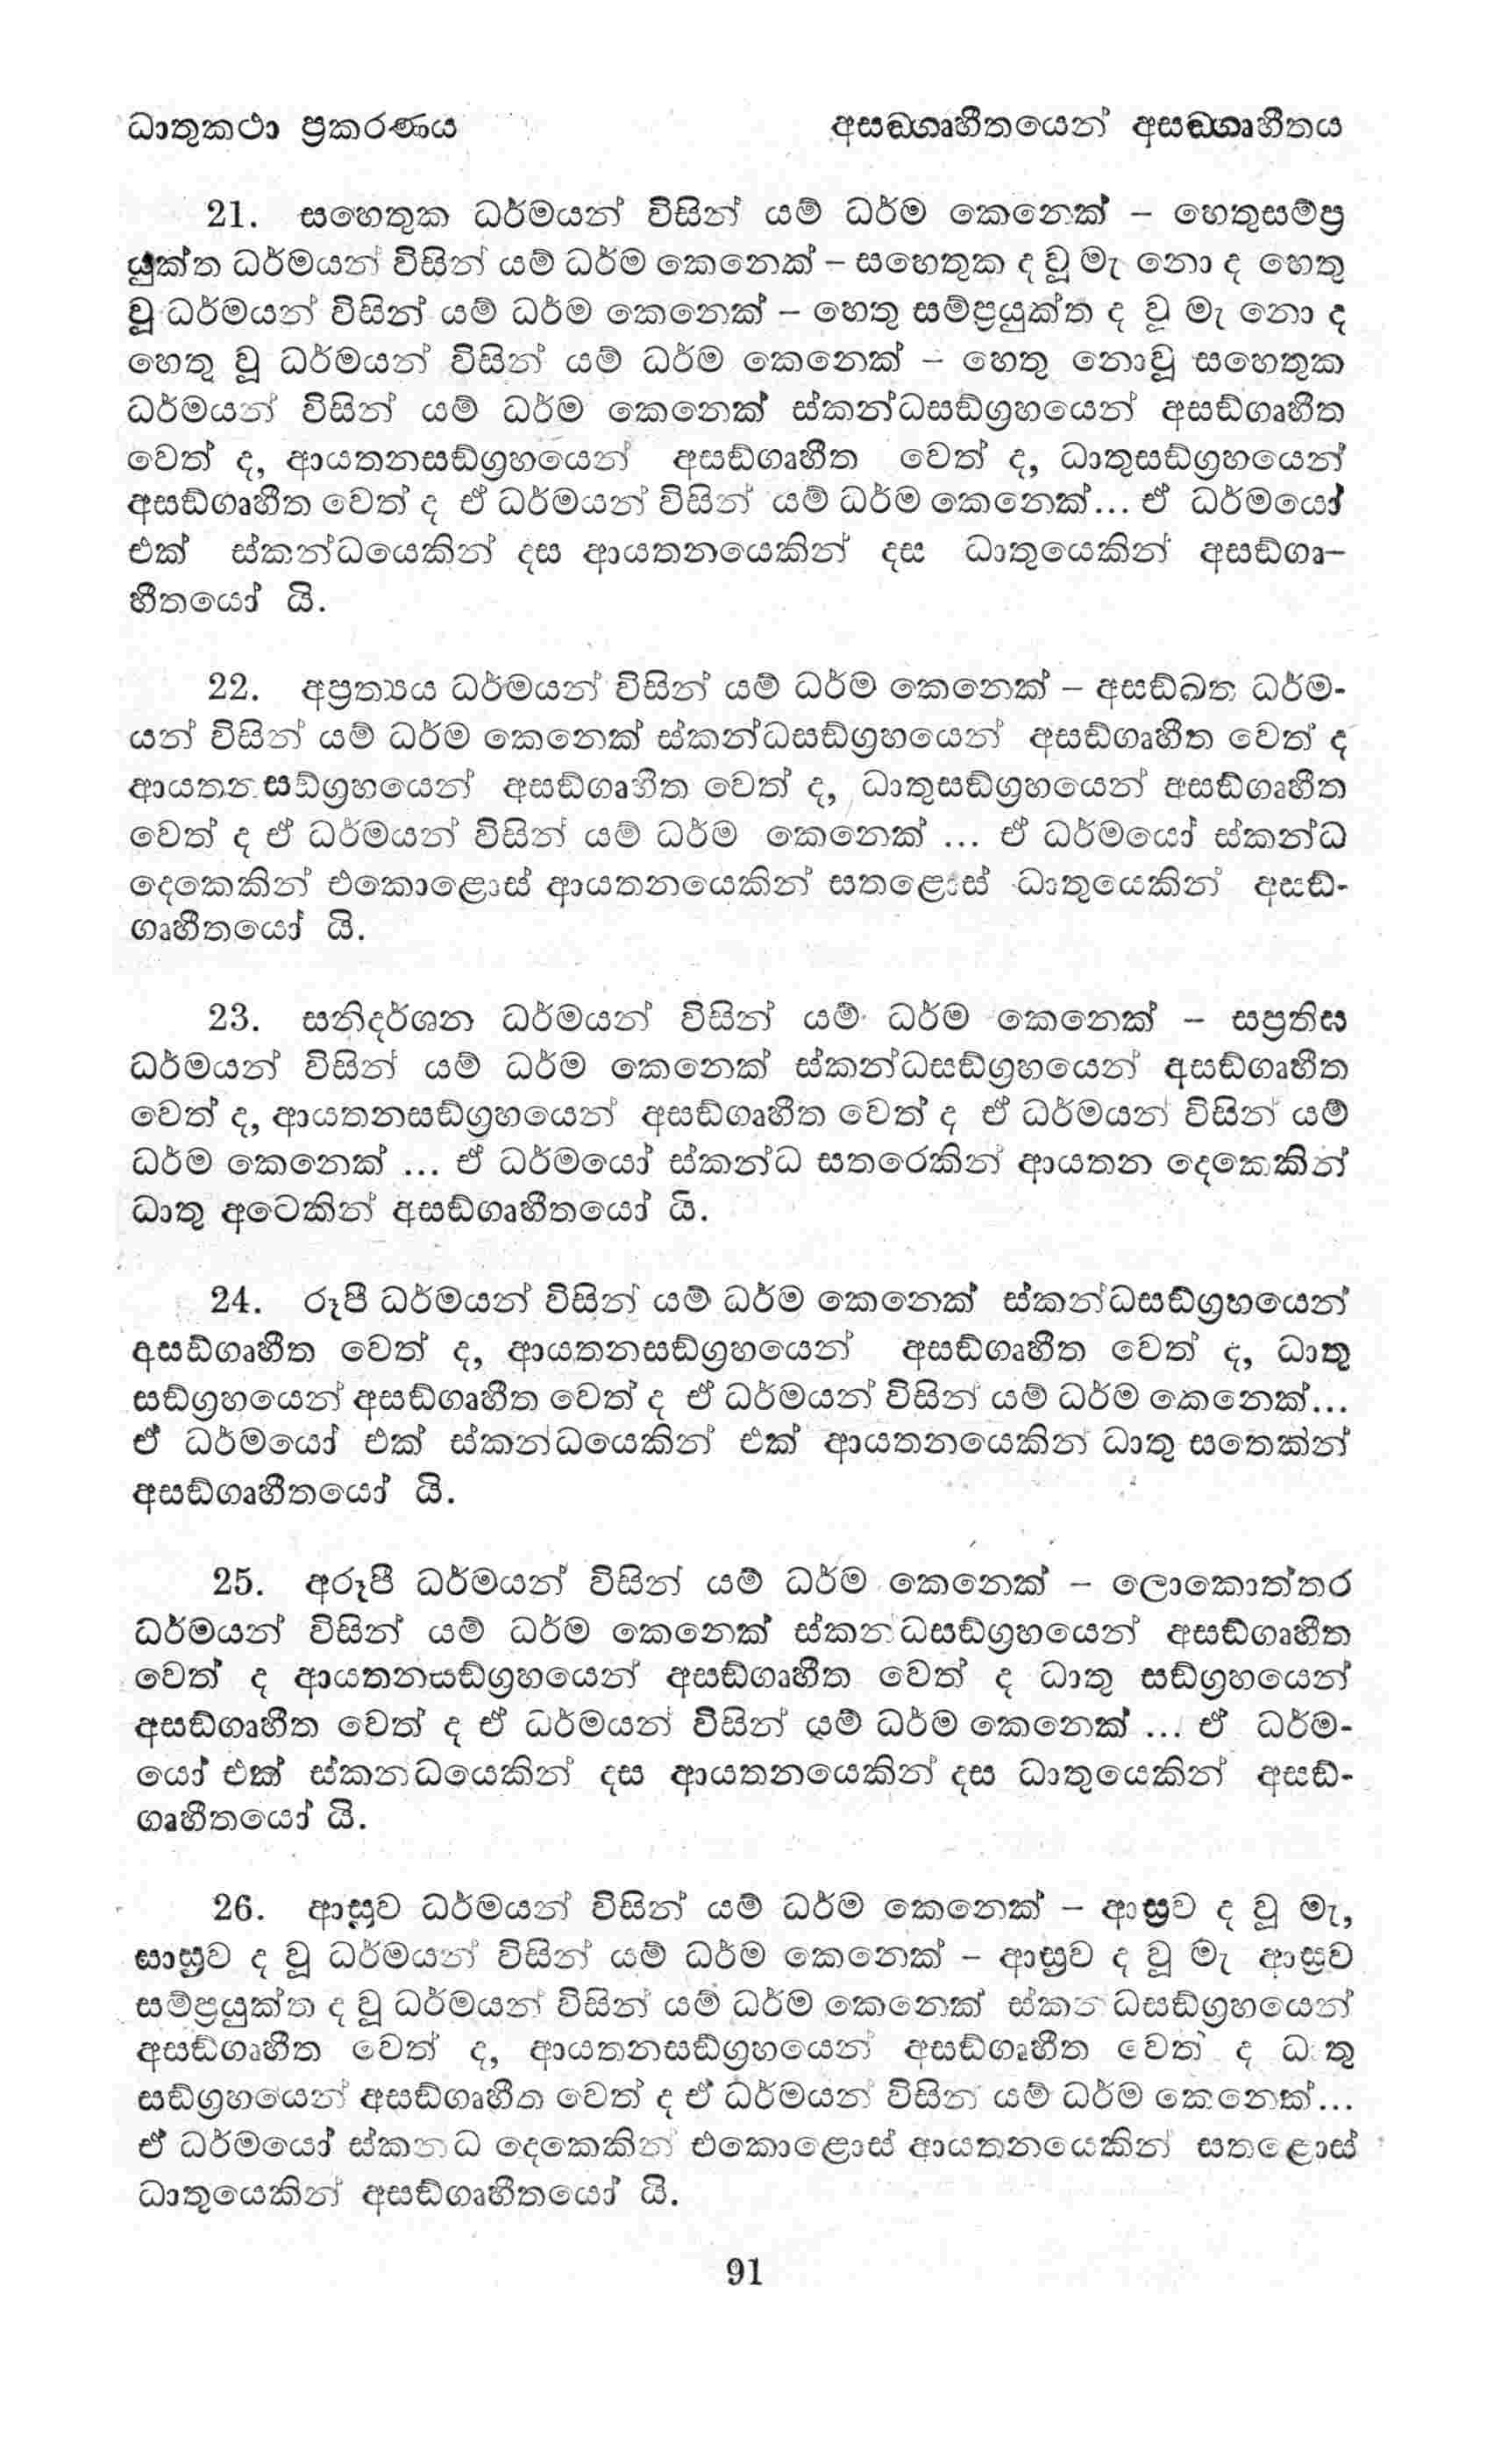 ධාතුකථා ප්‍රකරණය අසඞ්ගෘහීතයෙන් අසඞ්ගෘහීතය
21. සහෙතුක ධර්මයන් විසින් යම් ධර්ම කෙනෙක් – හෙතුසම්ප්‍ර
යුක්ත ධර්මයන් විසින් යම් ධර්ම කෙනෙක් – සහෙතුක ද වූ මැ නො ද හෙතු
වූ ධර්මයන් විසින් යම් ධර්ම කෙනෙක් – හෙතු සම්ප්‍රයුක්ත ද වූ මැ නො ද
හෙතු වූ ධර්මයන් විසින් යම් ධර්ම කෙනෙක් – හෙතු නොවූ සහෙතුක
ධර්මයන් විසින් යම් ධර්ම කෙනෙක් ස්කන්ධසඞ්ග්‍රහයෙන් අසඞ්ගෘහීත
වෙත් ද, ආයතනසඞ්ග්‍රහයෙන් අසඞ්ගෘහීත වෙත් ද, ධාතුසඞ්ග්‍රහයෙන්
අසඞ්ගෘහීත වෙත් ද ඒ ධර්මයන් විසින් යම් ධර්ම කෙනෙක්... ඒ ධර්මයෝ
එක් ස්කන්ධයෙකින් දස ආයතනයෙකින් දස ධාතුයෙකින් අසඞ්ගෘ–
හීතයෝ යි.
22. අප්‍රත්‍යය ධර්මයන් විසින් යම් ධර්ම කෙනෙක් – අසඞ්ඛත ධර්ම-
යන් විසින් යම් ධර්ම කෙනෙක් ස්කන්ධසඞ්ග්‍රහයෙන් අසඞ්ගෘහීත වෙත් ද
ආයතනසඞ්ග්‍රහයෙන් අසඞ්ගෘහීත වෙත් ද, ධාතුසඞ්ග්‍රහයෙන් අසඞ්ගෘහීත
වෙත් ද ඒ ධර්මයන් විසින් යම් ධර්ම කෙනෙක් ... ඒ ධර්මයෝ ස්කන්ධ
දෙකෙකින් එකොළොස් ආයතනයෙකින් සතළොස් ධාතුයෙකින් අසඞ්-
ගෘහීතයෝ යි.
23. සනිදර්ශන ධර්මයන් විසින් යම් ධර්ම කෙනෙක් – සප්‍රතිඝ
ධර්මයන් විසින් යම් ධර්ම කෙනෙක් ස්කන්ධසඞ්ග්‍රහයෙන් අසඞ්ගෘහීත
වෙත් ද, ආයතනසඞ්ග්‍රහයෙන් අසඞ්ගෘහීත වෙත් ද ඒ ධර්මයන් විසින් යම්
ධර්ම කෙනෙක් ... ඒ ධර්මයෝ ස්කන්ධ සතරෙකින් ආයතන දෙකෙකින්
ධාතු අටෙකින් අසඞ්ගෘහීතයෝ යි.
24. රූපී ධර්මයන් විසින් යම් ධර්ම කෙනෙක් ස්කන්ධසඞ්ග්‍රහයෙන්
අසඞ්ගෘහීත වෙත් ද, ආයතනසඞ්ග්‍රහයෙන් අසඞ්ගෘහීත වෙත් ද, ධාතු
සඞ්ග්‍රහයෙන් අසඞ්ගෘහීත වෙත් ද ඒ ධර්මයන් විසින් යම් ධර්ම කෙනෙක්...
ඒ ධර්මයෝ එක් ස්කන්ධයෙකින් එක් ආයතනයෙකින් ධාතු සතෙකින්
අසඞ්ගෘහීතයෝ යි.
25. අරූපී ධර්මයන් විසින් යම් ධර්ම කෙනෙක් – ලොකොත්තර
ධර්මයන් විසින් යම් ධර්ම කෙනෙක් ස්කන්ධසඞ්ග්‍රහයෙන් අසඞ්ගෘහීත
වෙත් ද ආයතනසඞ්ග්‍රහයෙන් අසඞ්ගෘහීත වෙත් ද ධාතු සඞ්ග්‍රහයෙන්
අසඞ්ගෘහීත වෙත් ද ඒ ධර්මයන් විසින් යම් ධර්ම කෙනෙක් ... ඒ ධර්ම-
යෝ එක් ස්කන්ධයෙකින් දස ආයතනයෙකින් දස ධාතුයෙකින් අසඞ්-
ගෘහීතයෝ යි.
26. ආස්‍රව ධර්මයන් විසින් යම් ධර්ම කෙනෙක් – ආස්‍රව ද වූ මැ,
සාස්‍රව ද වූ ධර්මයන් විසින් යම් ධර්ම කෙනෙක් – ආස්‍රව ද වූ මැ ආස්‍රව
සම්ප්‍රයුක්ත ද වූ ධර්මයන් විසින් යම් ධර්ම කෙනෙක් ස්කන්ධසඞ්ග්‍රහයෙන්
අසඞ්ගෘහීත වෙත් ද, ආයතනසඞ්ග්‍රහයෙන් අසඞ්ගෘහීත වෙත් ද ධාතු
සඞ්ග්‍රහයෙන් අසඞ්ගෘහීත වෙත් ද ඒ ධර්මයන් විසින් යම් ධර්ම කෙනෙක්...
ඒ ධර්මයෝ ස්කන්ධ දෙකෙකින් එකොළොස් ආයතනයෙකින් සතළොස්
ධාතුයෙකින් අසඞ්ගෘහීතයෝ යි.
91